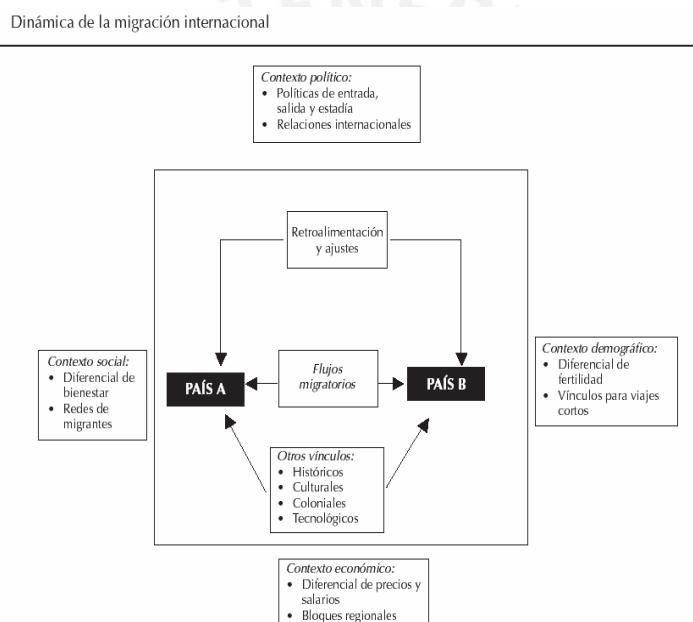 Dinámica de la migración internacional
Contexto político:
• Políticas de entrada,
salida y estadía
• Relaciones internacionales
Retroalimentación
y ajustes
Contexto social:
• Diferencial de
bienestar
• Redes de
migrantes
PAÍS A
Flujos
migratorios
PAÍS B
Contexto demográfico:
• Diferencial de
fertilidad
• Vínculos para viajes
cortos
Otros vínculos:
• Históricos
• Culturales
• Coloniales
• Tecnológicos
Contexto económico:
• Diferencial de precios y
salarios
• Bloques regionales